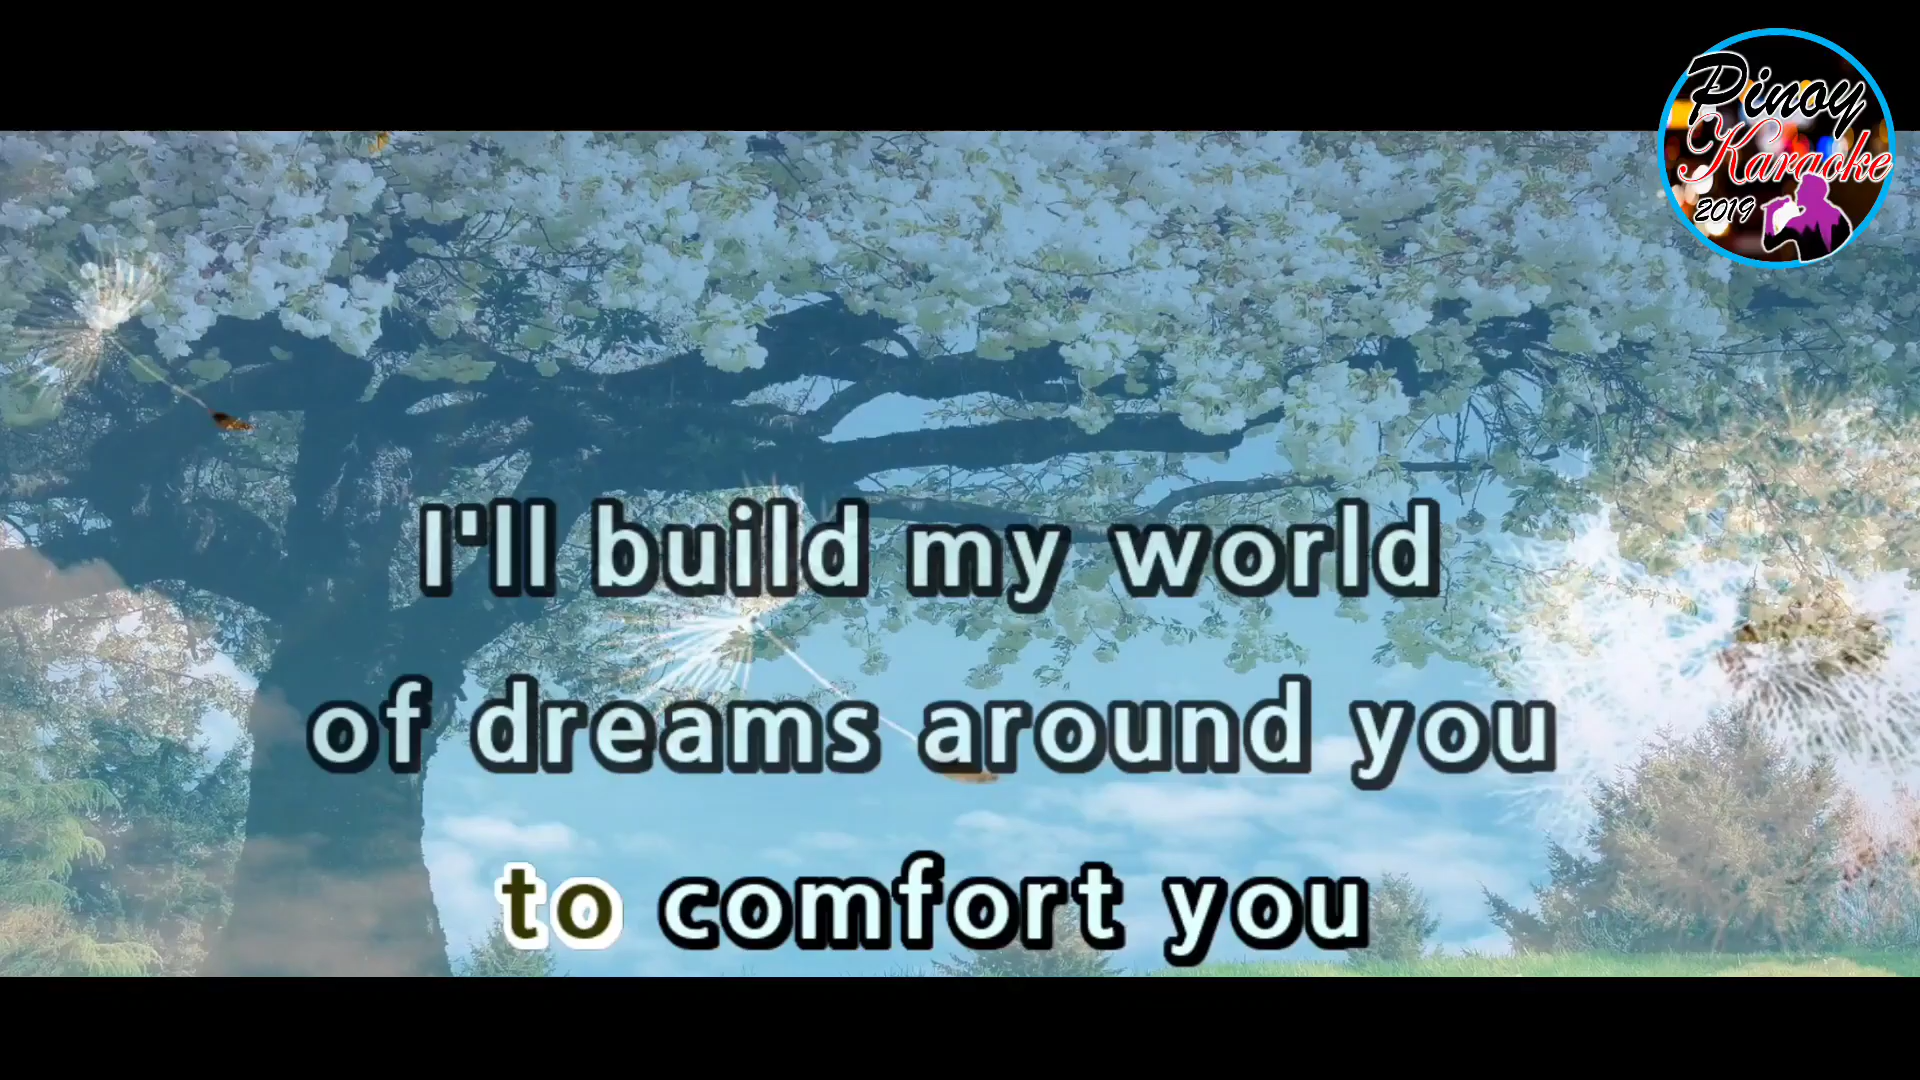 Pinoy
Karaoke
2019
I'll build my world
of dreams around you
to comfort you